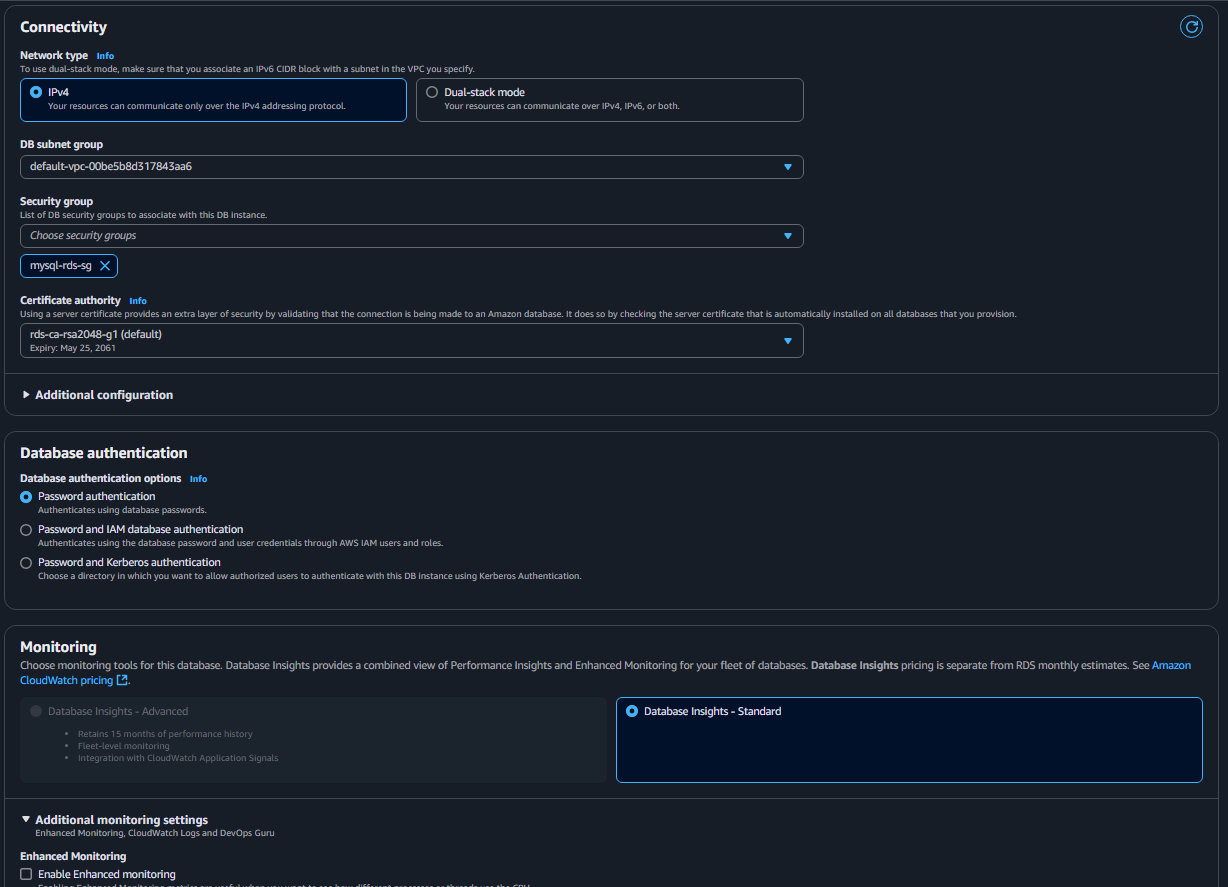 Connectivity
Network type Info
To use dual-stack mode, make sure that you associate an IPv6 CIDR block with a subnet in the VPC you specify.
IPv4
Your resources can communicate only over the IPv4 addressing protocol.
Dual-stack mode
Your resources can communicate over IPv4, IPv6, or both.
DB subnet group
default-vpc-00be5b8d317843aa6
Security group
List of DB security groups to associate with this DB instance.
Choose security groups
mysql-rds-sg
Certificate authority Info
Using a server certificate provides an extra layer of security by validating that the connection is being made to an Amazon database. It does so by checking the server certificate that is automatically installed on all databases that you provision.
rds-ca-rsa2048-g1 (default)
Expiry: May 25, 2061
Additional configuration
Database authentication
Database authentication options Info
Password authentication
Authenticates using database passwords.
Password and IAM database authentication
Authenticates using the database password and user credentials through AWS IAM users and roles.
Password and Kerberos authentication
Choose a directory in which you want to allow authorized users to authenticate with this DB instance using Kerberos Authentication.
Monitoring
Choose monitoring tools for this database. Database Insights provides a combined view of Performance Insights and Enhanced Monitoring for your fleet of databases. Database Insights pricing is separate from RDS monthly estimates. See Amazon
CloudWatch pricing
Database Insights - Advanced
• Retains 15 months of performance history
• Fleet-level monitoring
• Integration with CloudWatch Application Signals
Database Insights - Standard
Additional monitoring settings
Enhanced Monitoring, CloudWatch Logs and DevOps Guru
Enhanced Monitoring
Enable Enhanced monitoring